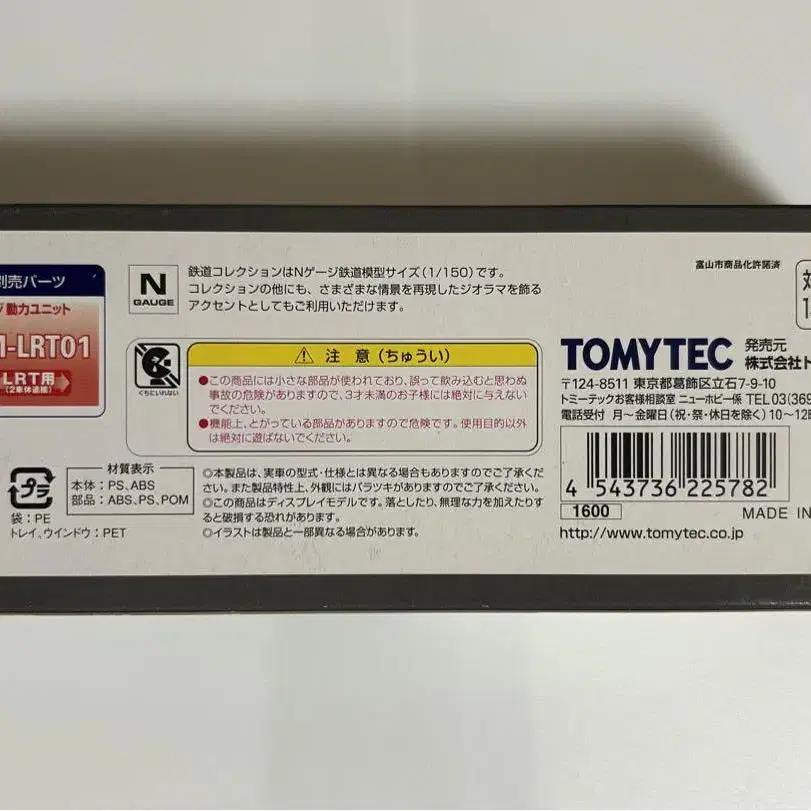 別売パーツ
動力ユニット
-LRT01
LRT用
(2車体連接)
N
GAUGE
鉄道コレクションはNゲージ鉄道模型サイズ(1/150)です。
コレクションの他にも、さまざまな情景を再現したジオラマを飾る
アクセントとしてもご利用いただけます。
くちにいれない
注 意(ちゅうい)
●この商品には小さな部品が使われており、誤って飲み込むと思わぬ
事故の危険がありますので、3才未満のお子様には絶対に与えない
でください。
●機能上、とがっている部品がありますので危険です。使用目的以外
は絶対に遊ばないでください。
プラ
袋:PE
トレイ、ウインドウ:PET
材質表示
本体:PS、ABS
部品:ABS、PS、POM
◎本製品は、実車の型式・仕様とは異なる場合もありますのでご了承くだ
さい。また製品特性上、外観にはバラツキがありますのでご了承ください。
◎この商品はディスプレイモデルです。落としたり、無理な力を加えたりす
ると破損する恐れがあります。
◎イラストは製品と一部異なる場合があります。
富山市商品化許諾済
対
1
TOMYTEC
発売元
株式会社ト
〒124-8511 東京都葛飾区立石7-9-10
トミーテックお客様相談室 ニューホビー係 TEL 03(369
電話受付 月~金曜日(祝・祭・休日を除く)10~12
4 543736 225782
1600
MADE IN
http://www.tomytec.co.jp